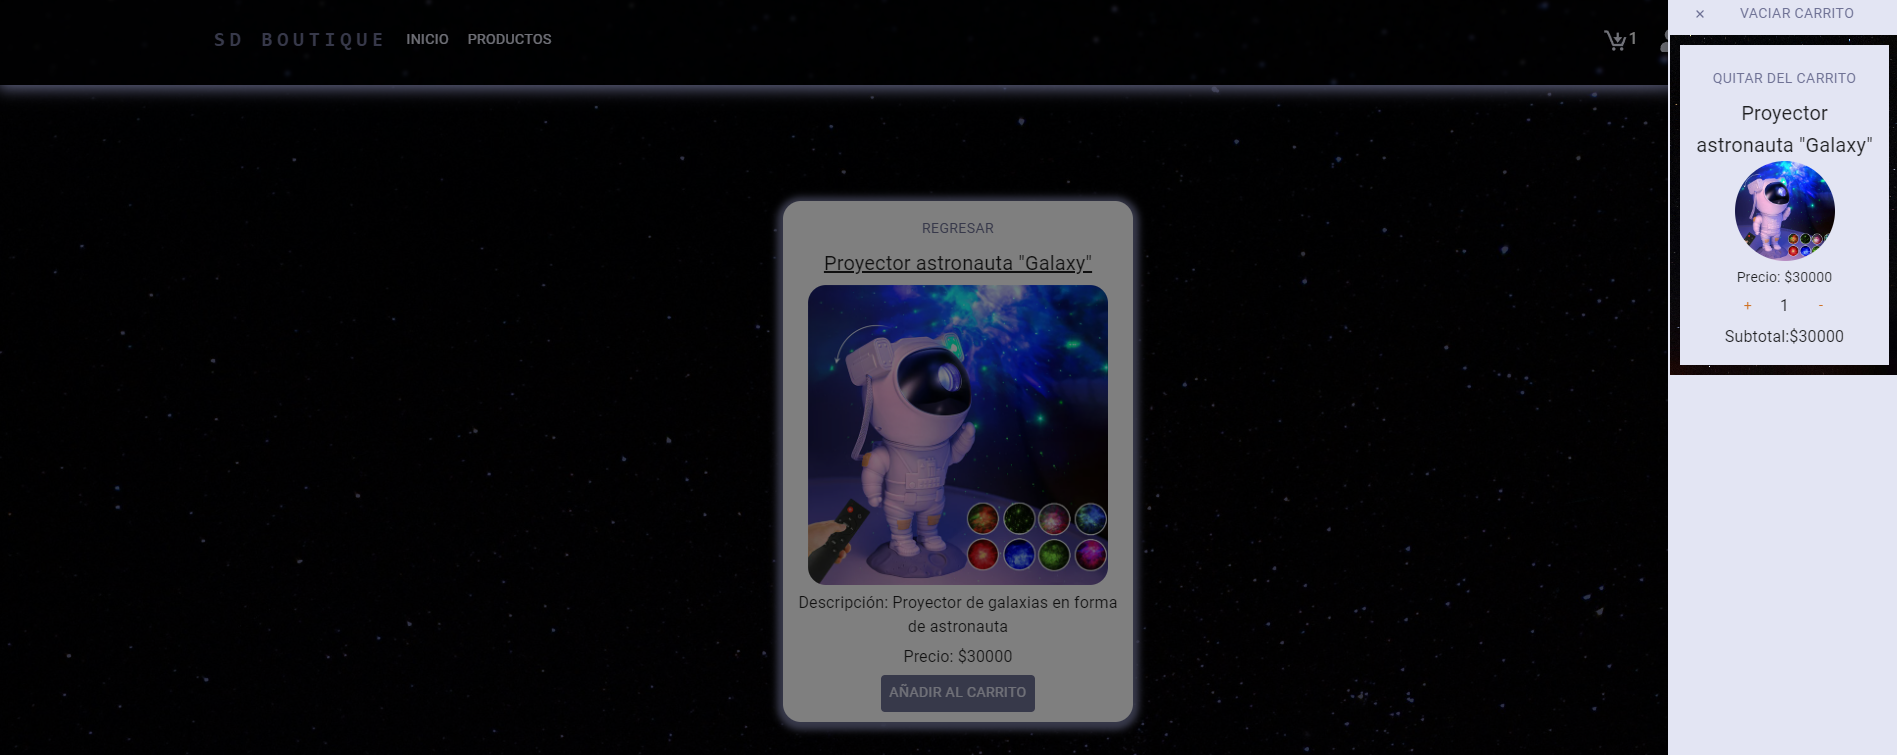 SD BOUTIQUE INICIO PRODUCTOS 1
REGRESAR
Proyector astronauta "Galaxy"
Descripción: Proyector de galaxias en forma
de astronauta
Precio: $30000
AÑADIR AL CARRITO
× VACIAR CARRITO
QUITAR DEL CARRITO
Proyector
astronauta "Galaxy"
Precio: $30000
+ 1 -
Subtotal:$30000